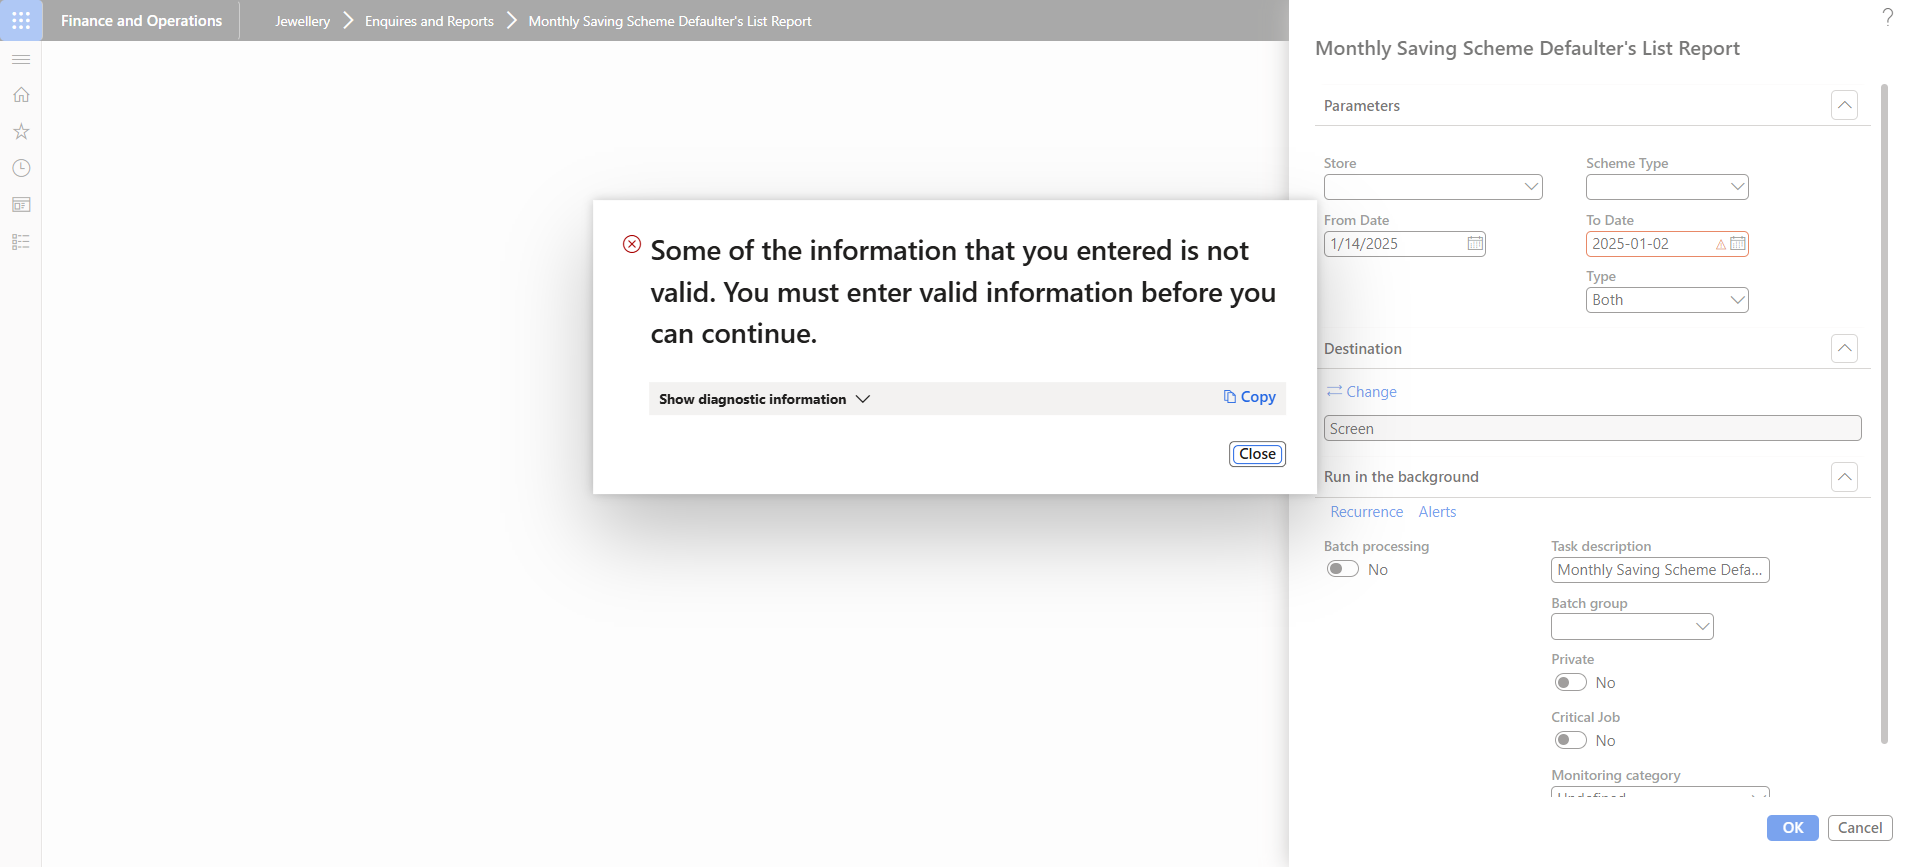 Finance and Operations
Jewellery
Enquires and Reports
Monthly Saving Scheme Defaulter's List Report
?
Monthly Saving Scheme Defaulter's List Report
Parameters
Store
Scheme Type
From Date
To Date
1/14/2025
2025-01-02
Type
Both
Some of the information that you entered is not
valid. You must enter valid information before you
can continue.
Show diagnostic information
Copy
Close
Destination
Change
Screen
Run in the background
Recurrence
Alerts
Batch processing
No
Task description
Monthly Saving Scheme Defa...
Batch group
Private
No
Critical Job
No
Monitoring category
Undefined
OK
Cancel